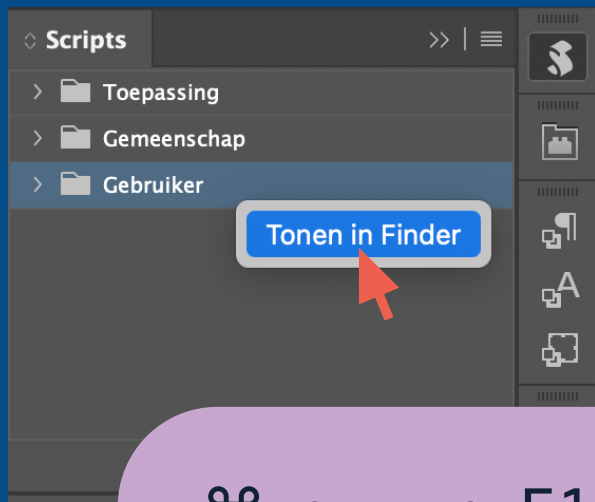 Scripts
Toepassing
Gemeenschap
Gebruiker
Tonen in Finder